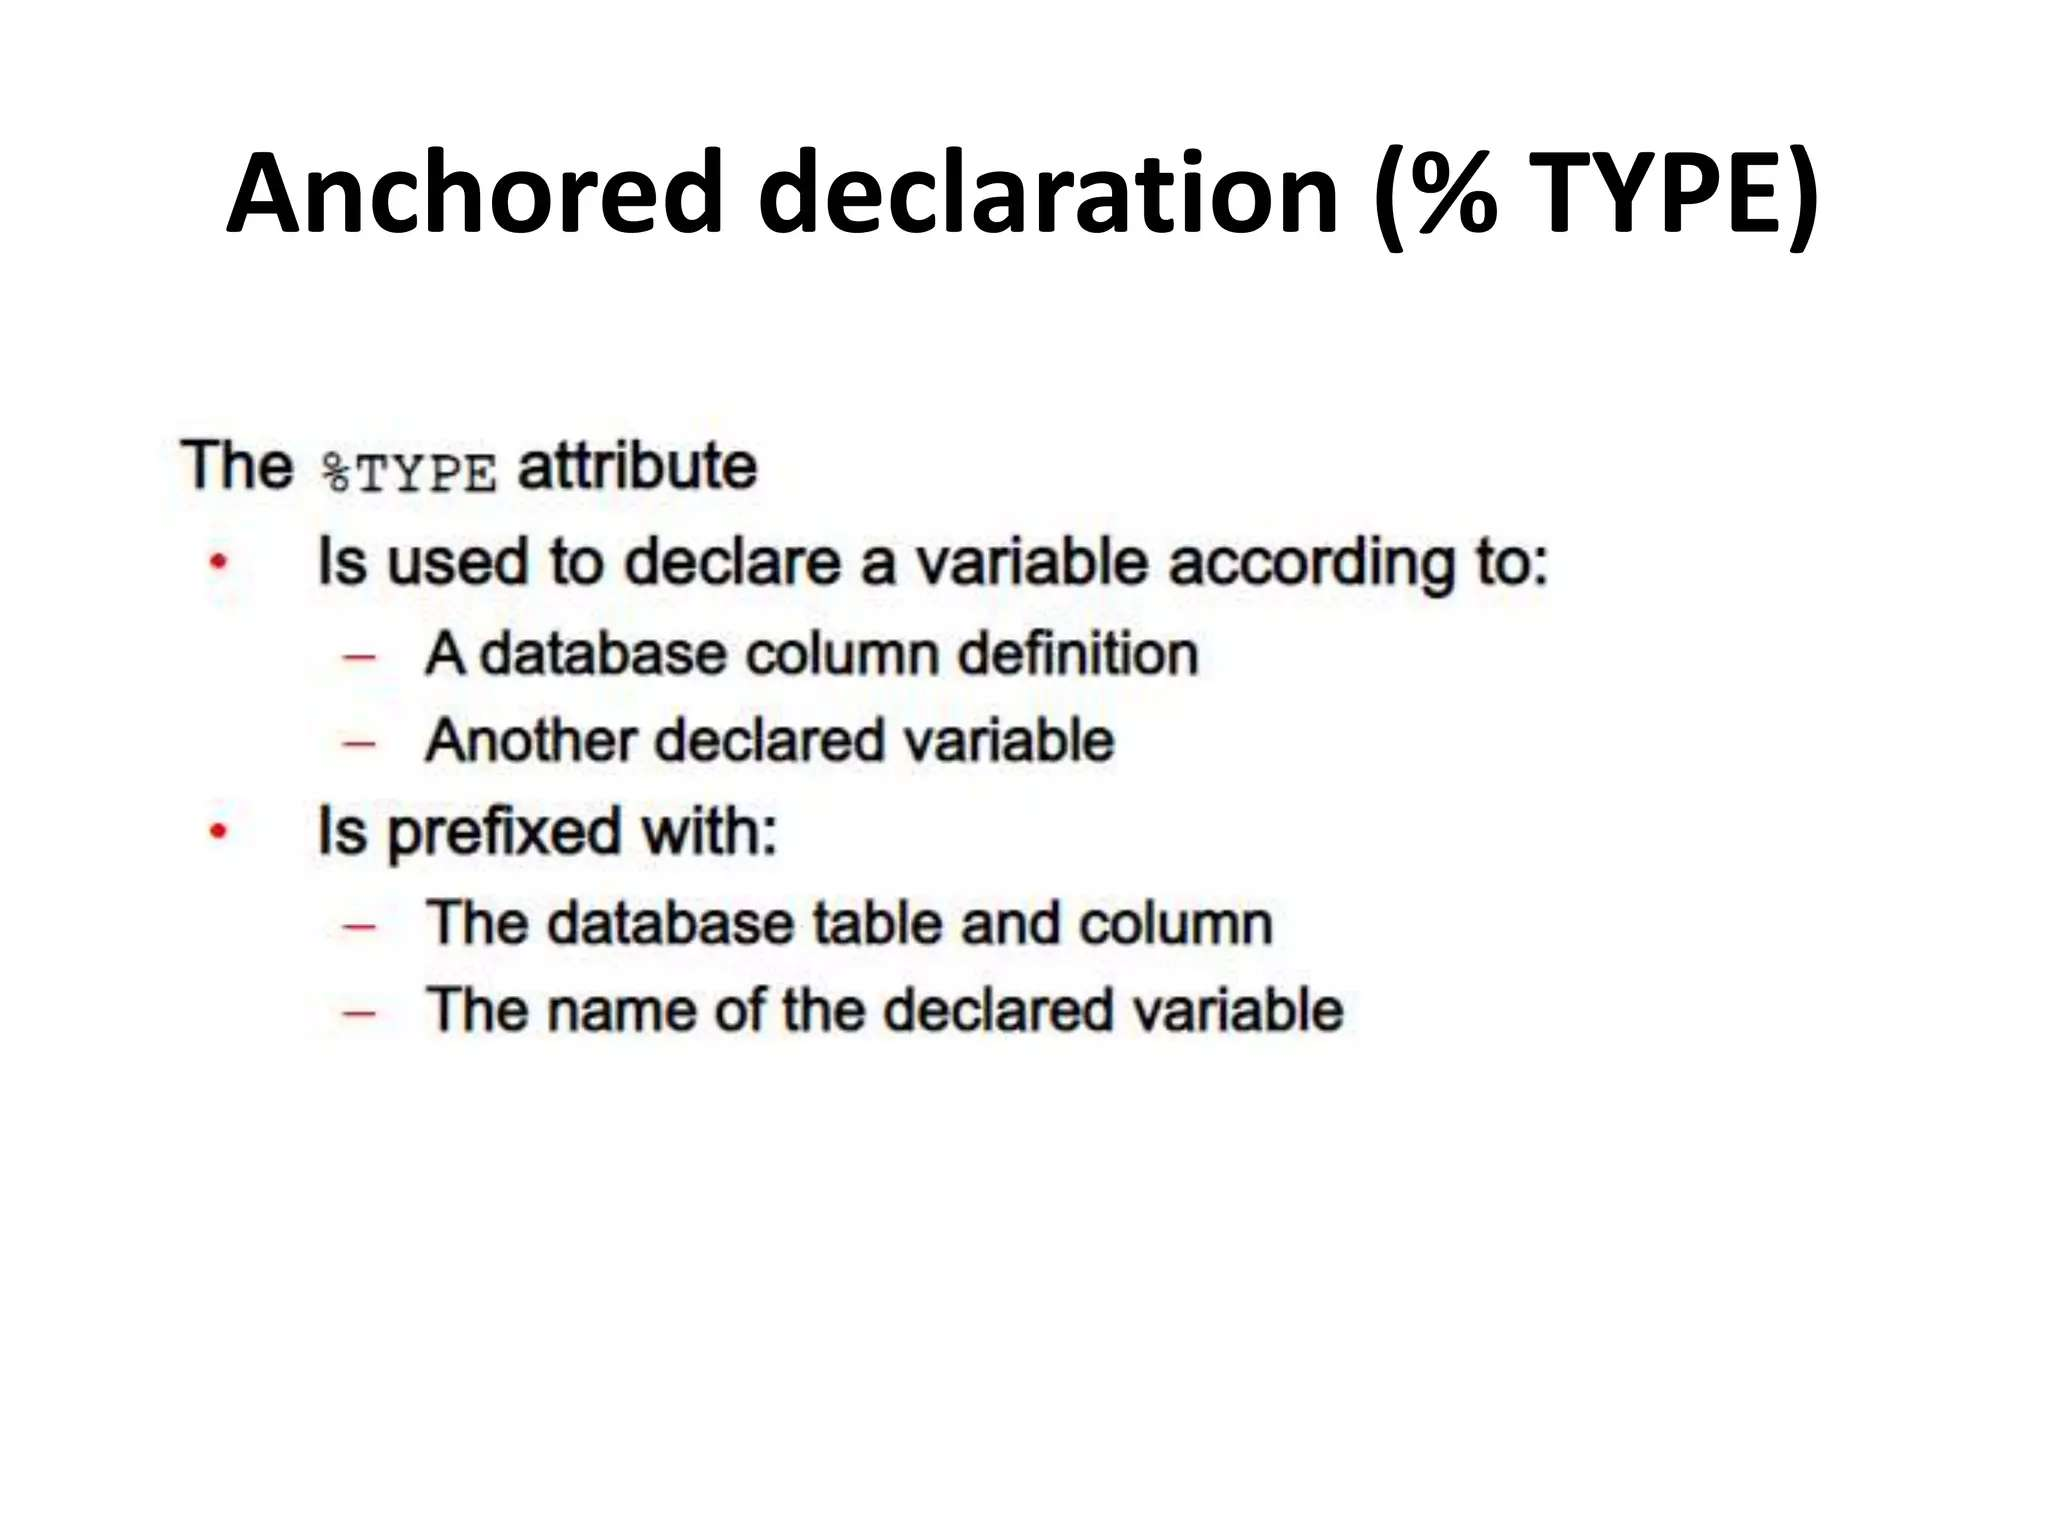 Anchored declaration (% TYPE)
The %TYPE attribute
• Is used to declare a variable according to:
– A database column definition
– Another declared variable
• Is prefixed with:
– The database table and column
– The name of the declared variable